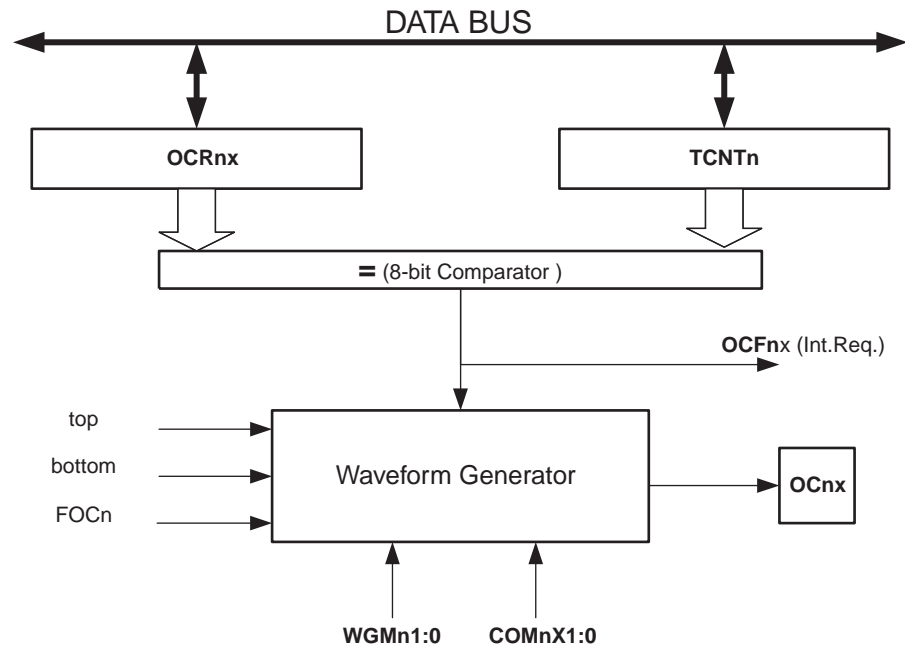 DATA BUS
OCRnx
TCNTn
= (8-bit Comparator )
OCFnx (Int.Req.)
top
bottom
FOCn
Waveform Generator
OCnx
WGMn1:0
COMnX1:0